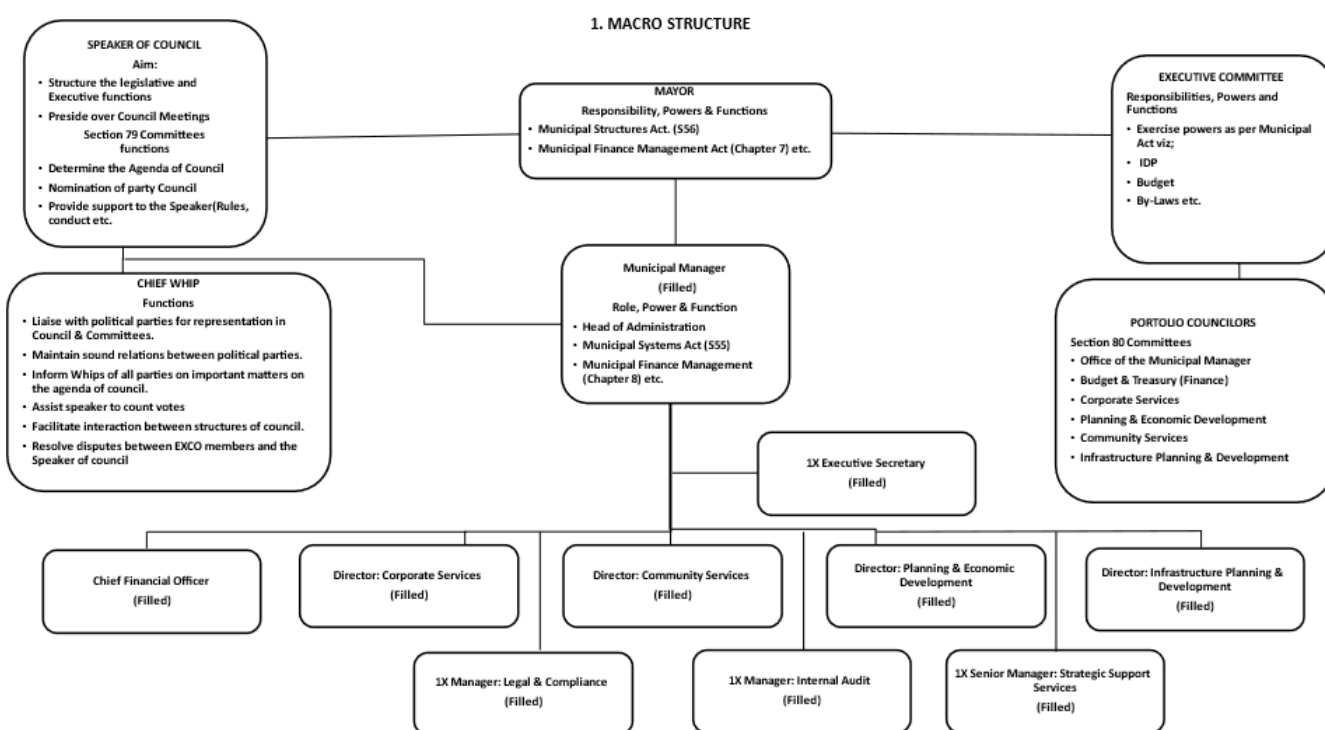 1. MACRO STRUCTURE
SPEAKER OF COUNCIL
Aim:
• Structure the legislative and
Executive functions
• Preside over Council Meetings
Section 79 Committees
functions
• Determine the Agenda of Council
• Nomination of party Council
• Provide support to the Speaker(Rules,
conduct etc.
MAYOR
Responsibility, Powers & Functions
• Municipal Structures Act. (S56)
• Municipal Finance Management Act (Chapter 7) etc.
EXECUTIVE COMMITTEE
Responsibilities, Powers and
Functions
• Exercise powers as per Municipal
Act viz;
• IDP
• Budget
• By-Laws etc.
CHIEF WHIP
Functions
• Liaise with political parties for representation in
Council & Committees.
• Maintain sound relations between political parties.
• Inform Whips of all parties on important matters on
the agenda of council.
• Assist speaker to count votes
• Facilitate interaction between structures of council.
• Resolve disputes between EXCO members and the
Speaker of council
Municipal Manager
(Filled)
Role, Power & Function
• Head of Administration
• Municipal Systems Act (S55)
• Municipal Finance Management
(Chapter 8) etc.
PORTOLIO COUNCILORS
Section 80 Committees
• Office of the Municipal Manager
• Budget & Treasury (Finance)
• Corporate Services
• Planning & Economic Development
• Community Services
• Infrastructure Planning & Development
1X Executive Secretary
(Filled)
Chief Financial Officer
(Filled)
Director: Corporate Services
(Filled)
Director: Community Services
(Filled)
Director: Planning & Economic
Development
(Filled)
Director: Infrastructure Planning &
Development
(Filled)
1X Manager: Legal & Compliance
(Filled)
1X Manager: Internal Audit
(Filled)
1X Senior Manager: Strategic Support
Services
(Filled)